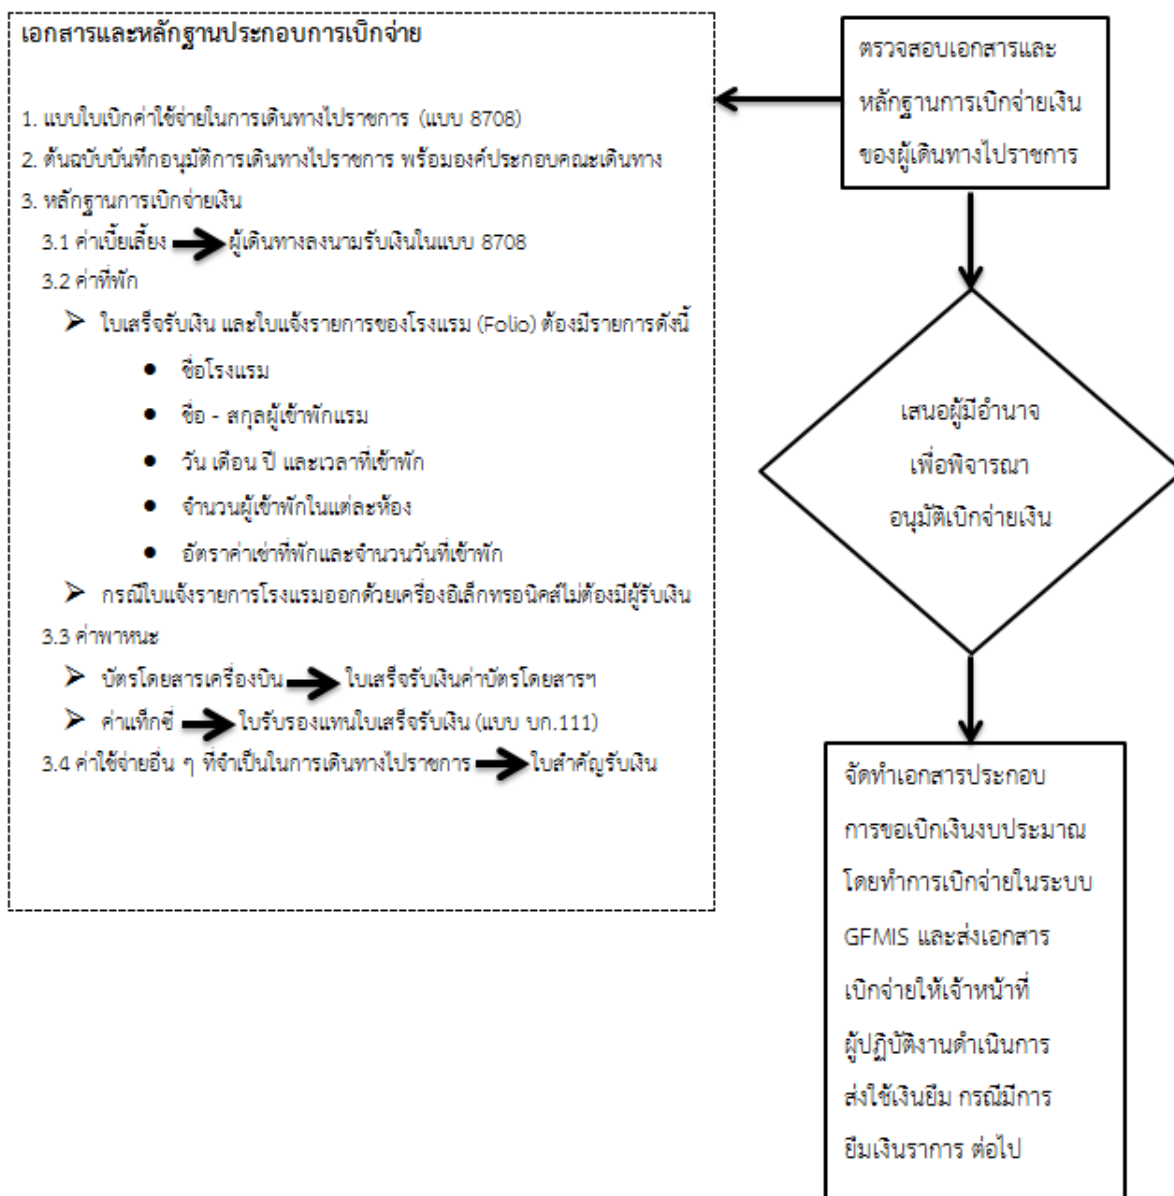 เอกสารและหลักฐานประกอบการเบิกจ่าย
1. แบบใบเบิกค่าใช้จ่ายในการเดินทางไปราชการ (แบบ 8708)
2. ต้นฉบับบันทึกอนุมัติการเดินทางไปราชการ พร้อมองค์ประกอบคณะเดินทาง
3. หลักฐานการเบิกจ่ายเงิน
3.1 ค่าเบี้ยเลี้ยง ➔ ผู้เดินทางลงนามรับเงินในแบบ 8708
3.2 ค่าที่พัก
➢ ใบเสร็จรับเงิน และใบแจ้งรายการของโรงแรม (Folio) ต้องมีรายการดังนี้
● ชื่อโรงแรม
● ชื่อ - สกุลผู้เข้าพักแรม
● วัน เดือน ปี และเวลาที่เข้าพัก
● จำนวนผู้เข้าพักในแต่ละห้อง
● อัตราค่าเช่าที่พักและจำนวนวันที่เข้าพัก
➢ กรณีใบแจ้งรายการโรงแรมออกด้วยเครื่องอิเล็กทรอนิคส์ไม่ต้องมีผู้รับเงิน
3.3 ค่าพาหนะ
➢ บัตรโดยสารเครื่องบิน ➔ ใบเสร็จรับเงินค่าบัตรโดยสารฯ
➢ ค่าแท็กซี่ ➔ ใบรับรองแทนใบเสร็จรับเงิน (แบบ บก.111)
3.4 ค่าใช้จ่ายอื่น ๆ ที่จำเป็นในการเดินทางไปราชการ ➔ ใบสำคัญรับเงิน
ตรวจสอบเอกสารและ
หลักฐานการเบิกจ่ายเงิน
ของผู้เดินทางไปราชการ
เสนอผู้มีอำนาจ
เพื่อพิจารณา
อนุมัติเบิกจ่ายเงิน
จัดทำเอกสารประกอบ
การขอเบิกเงินงบประมาณ
โดยทำการเบิกจ่ายในระบบ
GFMIS และส่งเอกสาร
เบิกจ่ายให้เจ้าหน้าที่
ผู้ปฏิบัติงานดำเนินการ
ส่งใช้เงินยืม กรณีมีการ
ยืมเงินราการ ต่อไป